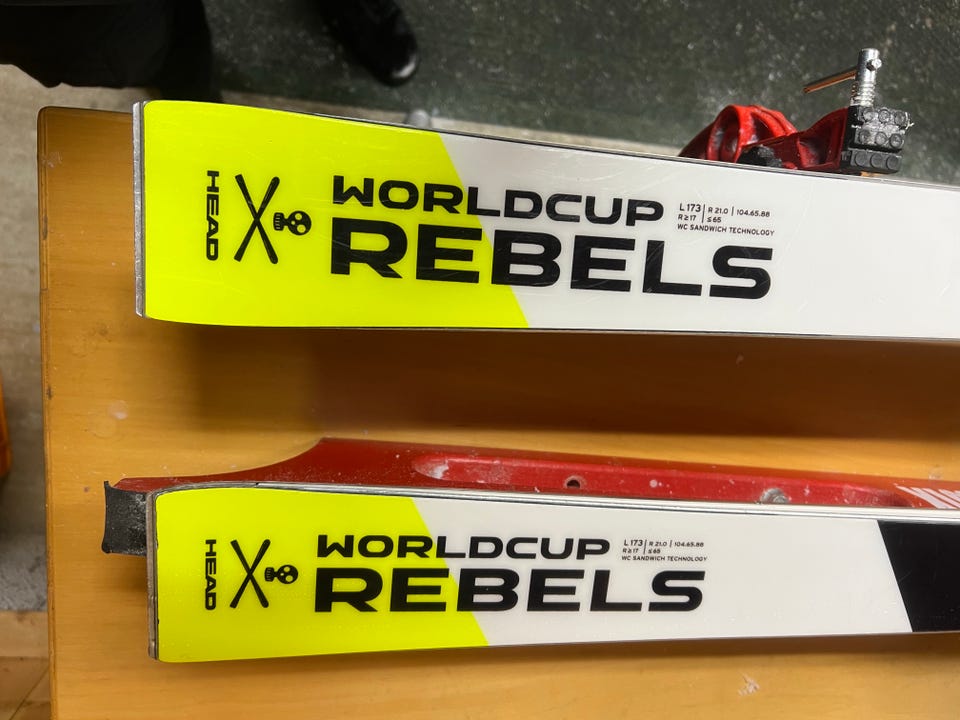 HEAD
WORLDCUP
REBELS
L 173 | R 21.0 | 104.65.88
R ≥ 17 | ≤ 65
WC SANDWICH TECHNOLOGY
HEAD
WORLDCUP
REBELS
L 173 | R 21.0 | 104.65.88
R ≥ 17 | ≤ 65
WC SANDWICH TECHNOLOGY